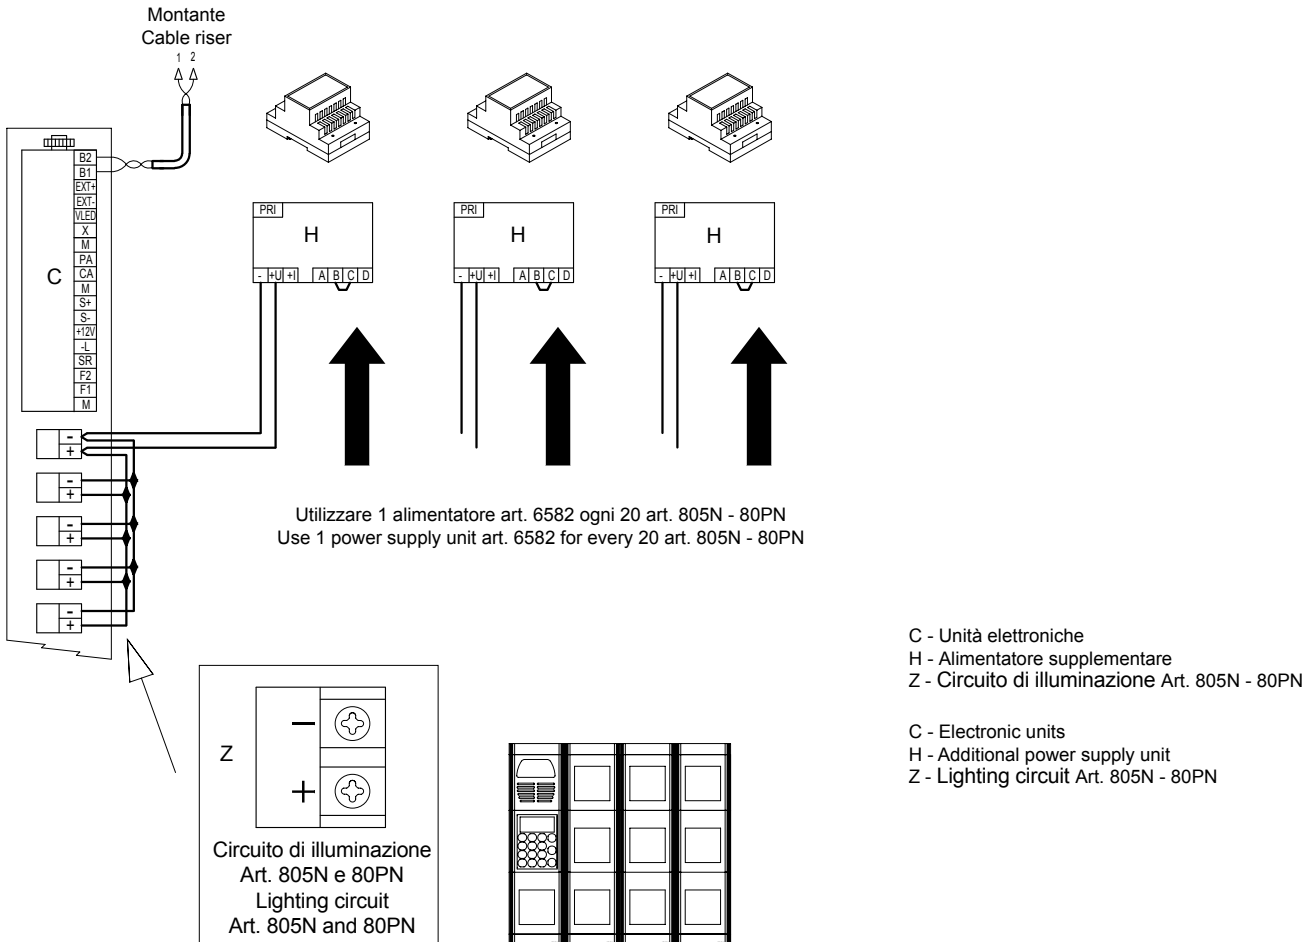 Montante
Cable riser
1 2
B2
B1
EXT+
EXT-
VLED
X
M
PA
CA
M
S+
S-
+12V
-L
SR
F2
F1
M
C
PRI
H
- +U +I A B C D
PRI
H
- +U +I A B C D
PRI
H
- +U +I A B C D
-
+
-
+
-
+
-
+
-
+
Utilizzare 1 alimentatore art. 6582 ogni 20 art. 805N - 80PN
Use 1 power supply unit art. 6582 for every 20 art. 805N - 80PN
C - Unità elettroniche
H - Alimentatore supplementare
Z - Circuito di illuminazione Art. 805N - 80PN
C - Electronic units
H - Additional power supply unit
Z - Lighting circuit Art. 805N - 80PN
Z
-
+
Circuito di illuminazione
Art. 805N e 80PN
Lighting circuit
Art. 805N and 80PN